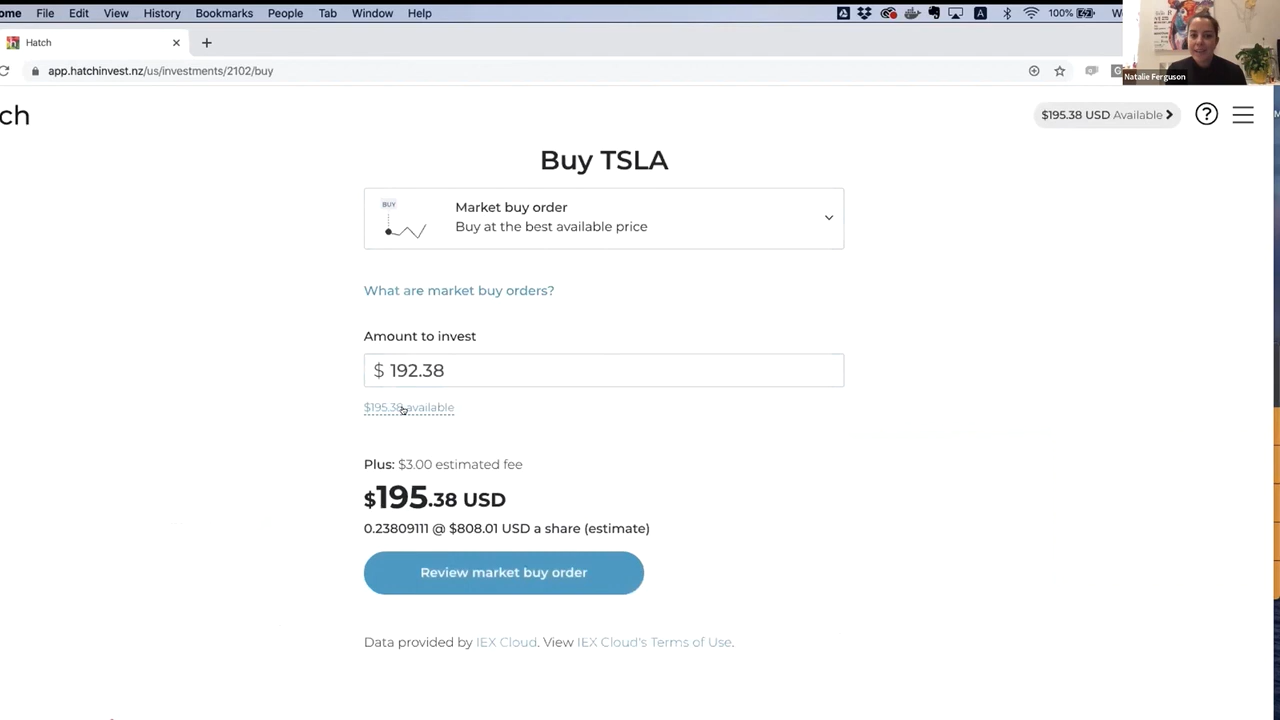 ome File Edit View History Bookmarks People Tab Window Help A 100% W
Hatch
app.hatchinvest.nz/us/investments/2102/buy
Natalie Ferguson
ch
$195.38 USD Available
?
Buy TSLA
BUY
Market buy order
Buy at the best available price
What are market buy orders?
Amount to invest
$ 192.38
$195.38 available
Plus: $3.00 estimated fee
$195.38 USD
0.23809111 @ $808.01 USD a share (estimate)
Review market buy order
Data provided by IEX Cloud. View IEX Cloud's Terms of Use.